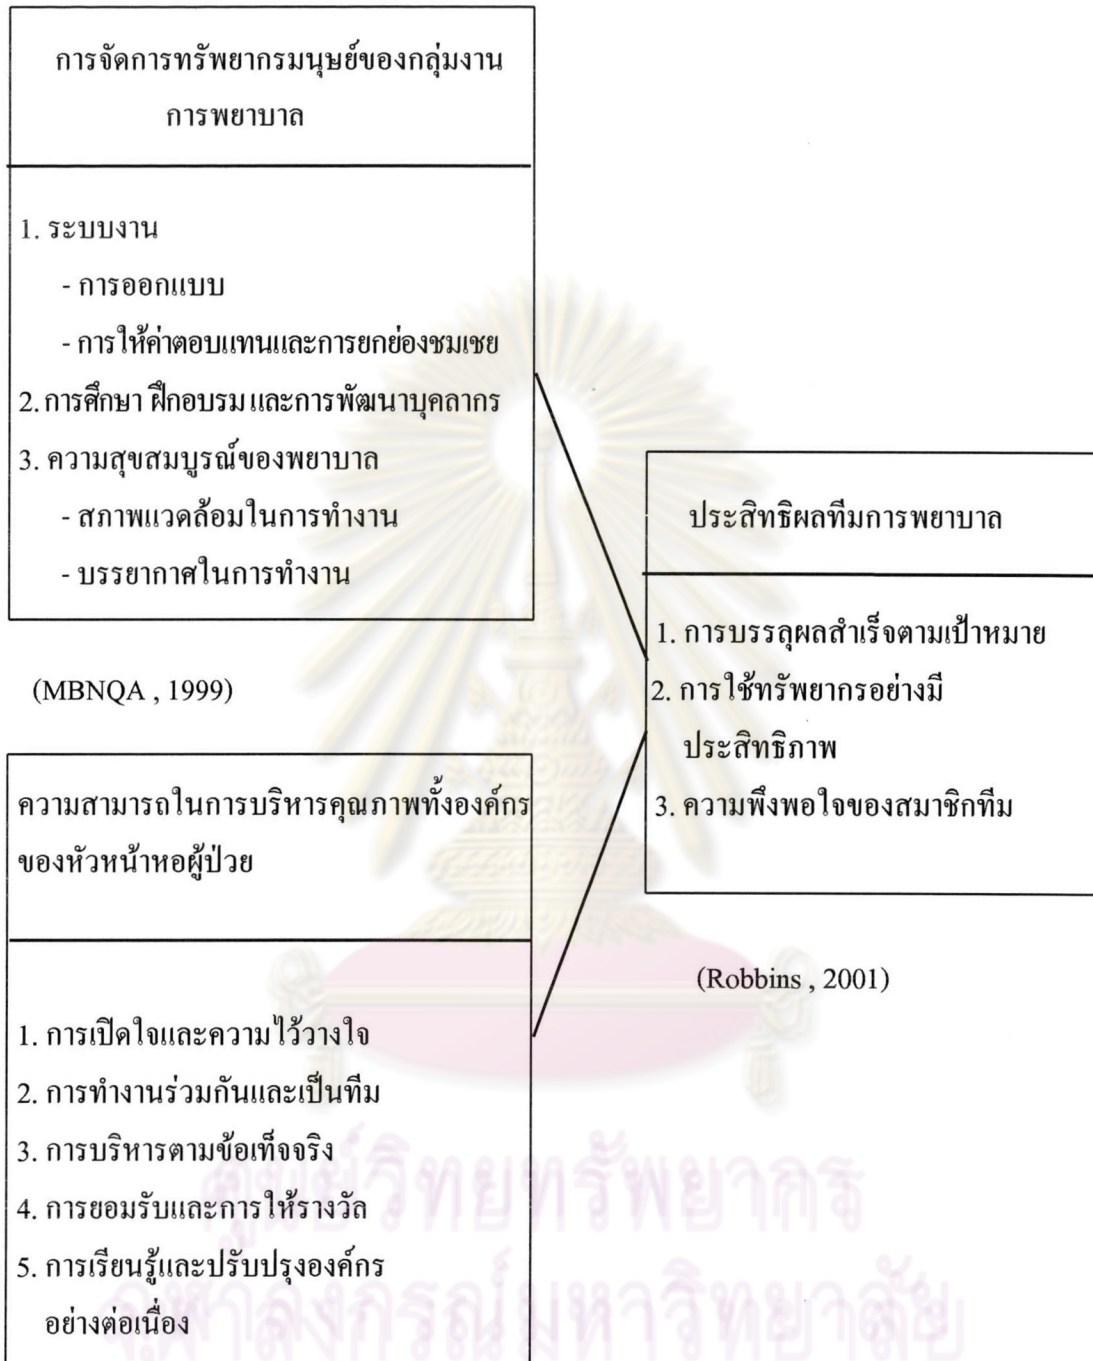 การจัดการทรัพยากรมนุษย์ของกลุ่มงาน
การพยาบาล
1. ระบบงาน
- การออกแบบ
- การให้ค่าตอบแทนและการยกย่องชมเชย
2. การศึกษา ฝึกอบรม และการพัฒนาบุคลากร
3. ความสุขสมบูรณ์ของพยาบาล
- สภาพแวดล้อมในการทำงาน
- บรรยากาศในการทำงาน
(MBNQA , 1999)
ความสามารถในการบริหารคุณภาพทั้งองค์กร
ของหัวหน้าหอผู้ป่วย
1. การเปิดใจและความไว้วางใจ
2. การทำงานร่วมกันและเป็นทีม
3. การบริหารตามข้อเท็จจริง
4. การยอมรับและการให้รางวัล
5. การเรียนรู้และปรับปรุงองค์กร
อย่างต่อเนื่อง
ประสิทธิผลทีมการพยาบาล
1. การบรรลุผลสำเร็จตามเป้าหมาย
2. การใช้ทรัพยากรอย่างมี
ประสิทธิภาพ
3. ความพึงพอใจของสมาชิกทีม
(Robbins , 2001)
ศูนย์วิทยทรัพยากร
จุฬาลงกรณ์มหาวิทยาลัย